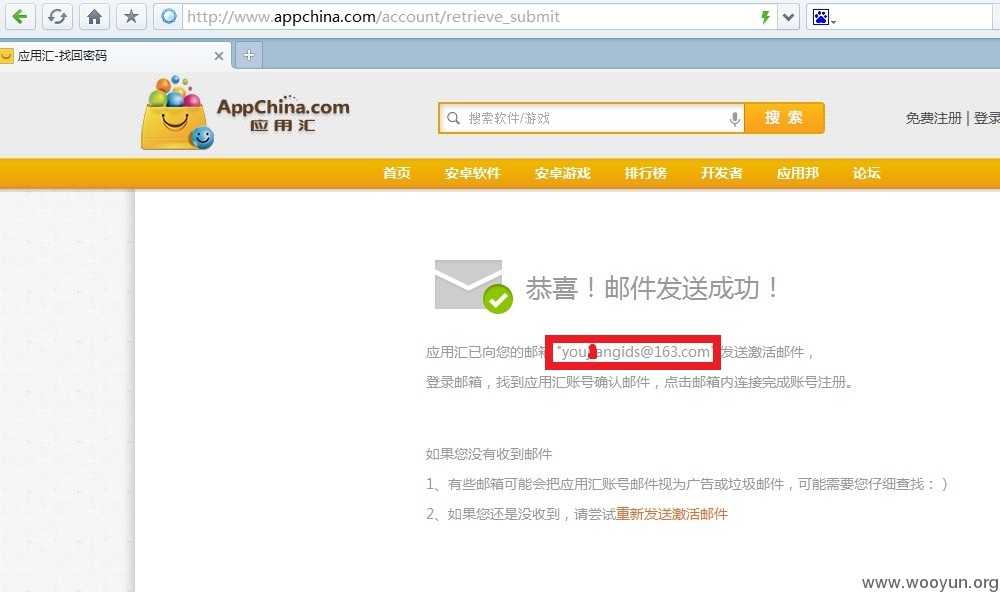 http://www.appchina.com/account/retrieve_submit
应用汇-找回密码
AppChina.com
应用汇
搜索软件/游戏
搜索
免费注册 | 登录
首页 安卓软件 安卓游戏 排行榜 开发者 应用邦 论坛
恭喜！邮件发送成功！
应用汇已向您的邮箱 发送激活邮件，
登录邮箱，找到应用汇账号确认邮件，点击邮箱内连接完成账号注册。
如果您没有收到邮件
1、有些邮箱可能会把应用汇账号邮件视为广告或垃圾邮件，可能需要您仔细查找：）
2、如果您还是没收到，请尝试重新发送激活邮件
www.wooyun.org